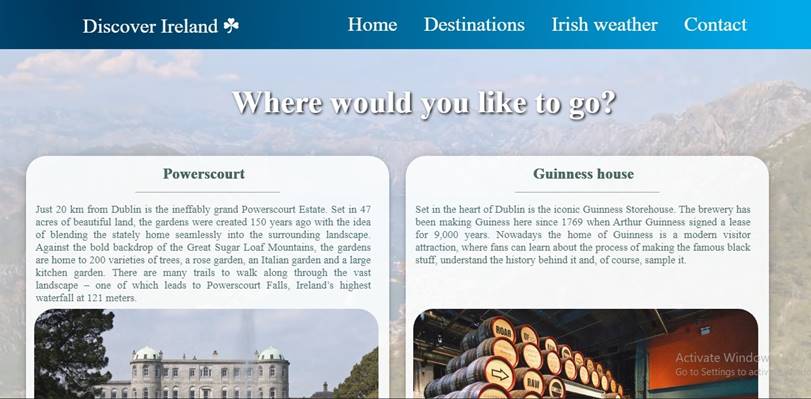 Discover Ireland ☘
Home Destinations Irish weather Contact
Where would you like to go?
Powerscourt
Just 20 km from Dublin is the ineffably grand Powerscourt Estate. Set in 47
acres of beautiful land, the gardens were created 150 years ago with the idea
of blending the stately home seamlessly into the surrounding landscape.
Against the bold backdrop of the Great Sugar Loaf Mountains, the gardens
are home to 200 varieties of trees, a rose garden, an Italian garden and a large
kitchen garden. There are many trails to walk along through the vast
landscape – one of which leads to Powerscourt Falls, Ireland’s highest
waterfall at 121 meters.
Guinness house
Set in the heart of Dublin is the iconic Guinness Storehouse. The brewery has
been making Guiness here since 1769 when Arthur Guinness signed a lease
for 9,000 years. Nowadays the home of Guinness is a modern visitor
attraction, where fans can learn about the process of making the famous black
stuff, understand the history behind it and, of course, sample it.
ROAR
RAW
Activate Window
Go to Settings to